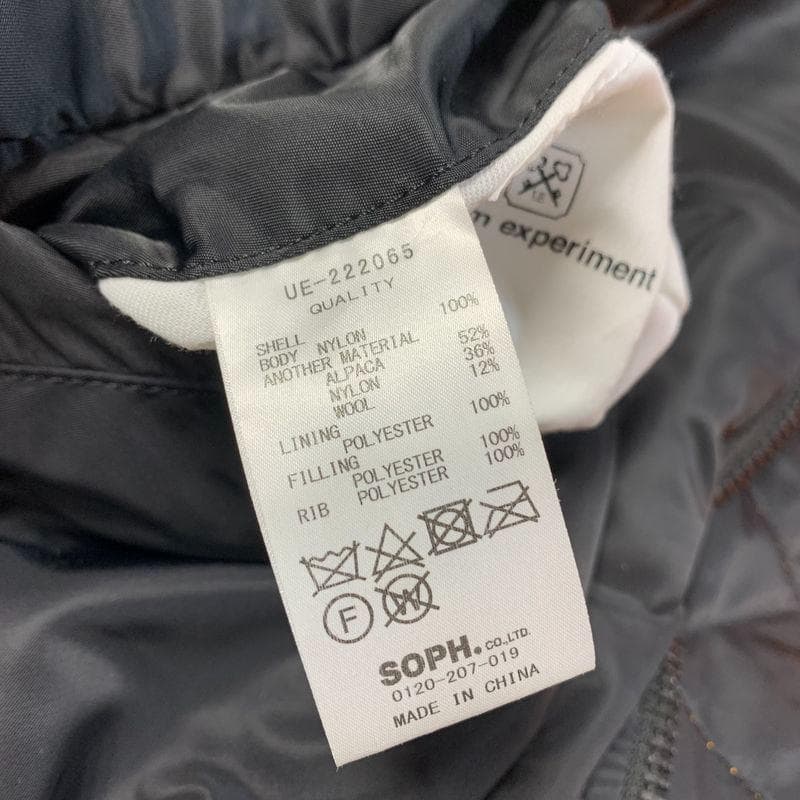 m experiment
UE-222065
QUALITY
SHELL
BODY NYLON 100%
ANOTHER MATERIAL
ALPACA 52%
NYLON 36%
WOOL 12%
LINING
POLYESTER 100%
FILLING
POLYESTER 100%
RIB POLYESTER 100%
F
W
SOPH. CO.,LTD.
0120-207-019
MADE IN CHINA